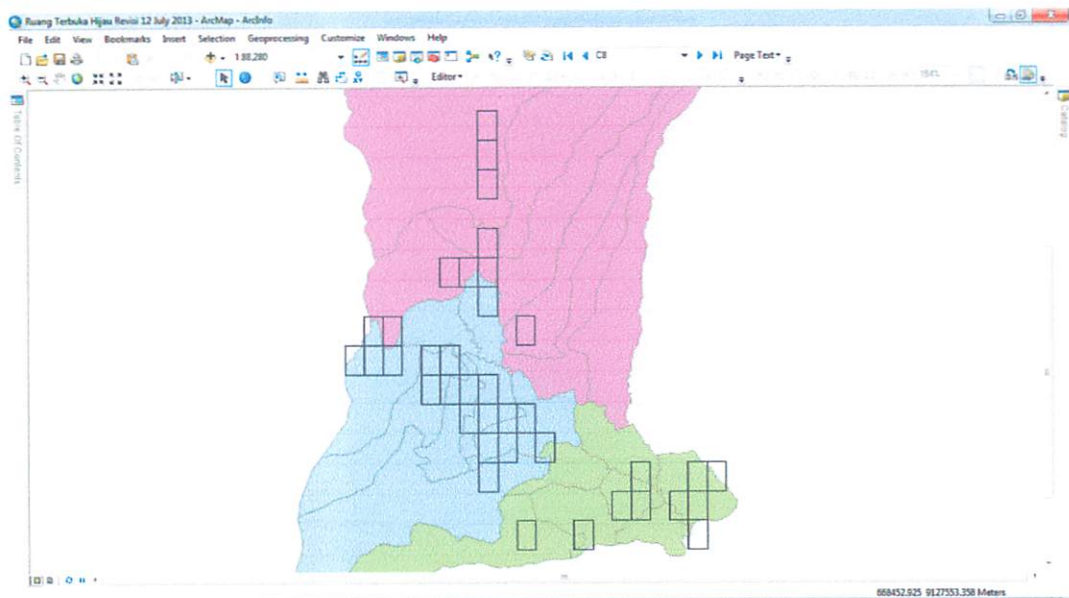 Ruang Terbuka Hijau Revisi 12 July 2013 - ArcMap - ArcInfo
File Edit View Bookmarks Insert Selection Geoprocessing Customize Windows Help
1:88,280
C8
Page Text
Editor
Table Of Contents
Catalog
668452.925 9127553.358 Meters